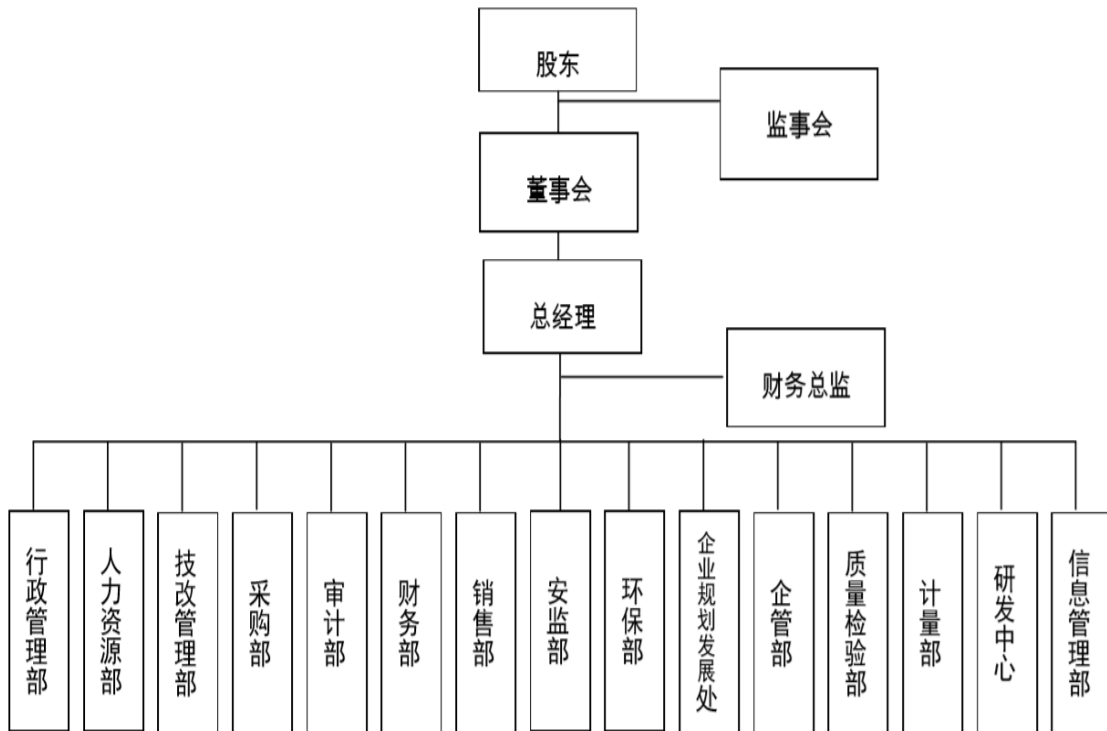 股东
监事会
董事会
总经理
财务总监
行政管理部
人力资源部
技改管理部
采购部
审计部
财务部
销售部
安监部
环保部
企业规划发展处
企管部
质量检验部
计量部
研发中心
信息管理部